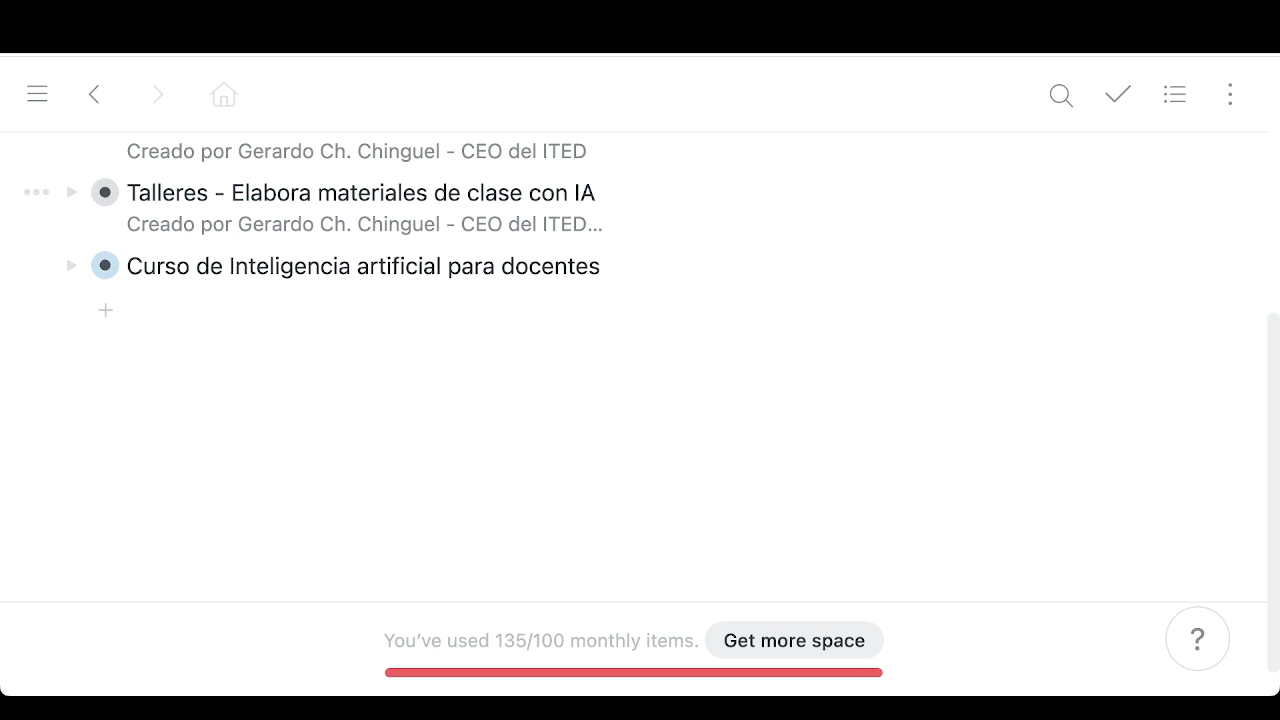 Creado por Gerardo Ch. Chinguel - CEO del ITED
Talleres - Elabora materiales de clase con IA
Creado por Gerardo Ch. Chinguel - CEO del ITED...
Curso de Inteligencia artificial para docentes
You've used 135/100 monthly items. Get more space
?